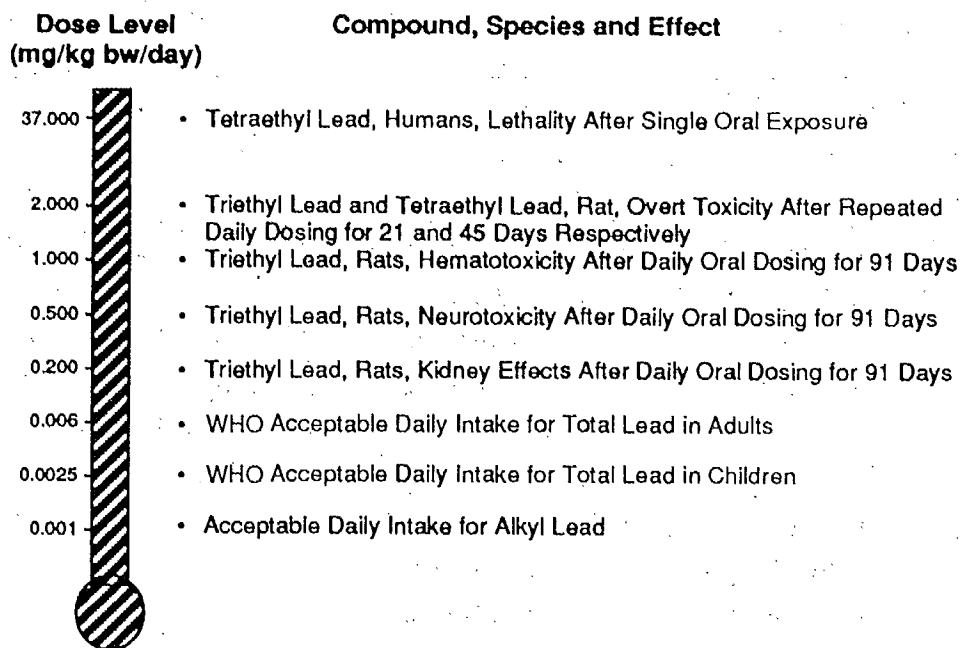 Dose Level
(mg/kg bw/day)
Compound, Species and Effect
37.000
• Tetraethyl Lead, Humans, Lethality After Single Oral Exposure
2.000
• Triethyl Lead and Tetraethyl Lead, Rat, Overt Toxicity After Repeated
Daily Dosing for 21 and 45 Days Respectively
1.000
• Triethyl Lead, Rats, Hematotoxicity After Daily Oral Dosing for 91 Days
0.500
• Triethyl Lead, Rats, Neurotoxicity After Daily Oral Dosing for 91 Days
0.200
• Triethyl Lead, Rats, Kidney Effects After Daily Oral Dosing for 91 Days
0.006
• WHO Acceptable Daily Intake for Total Lead in Adults
0.0025
• WHO Acceptable Daily Intake for Total Lead in Children
0.001
• Acceptable Daily Intake for Alkyl Lead